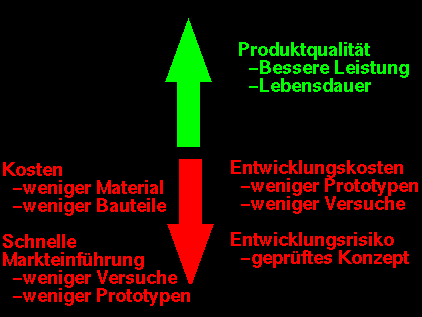 Produktqualität
–Bessere Leistung
–Lebensdauer
Kosten
–weniger Material
–weniger Bauteile
Schnelle
Markteinführung
–weniger Versuche
–weniger Prototypen
Entwicklungskosten
–weniger Prototypen
–weniger Versuche
Entwicklungsrisiko
–geprüftes Konzept